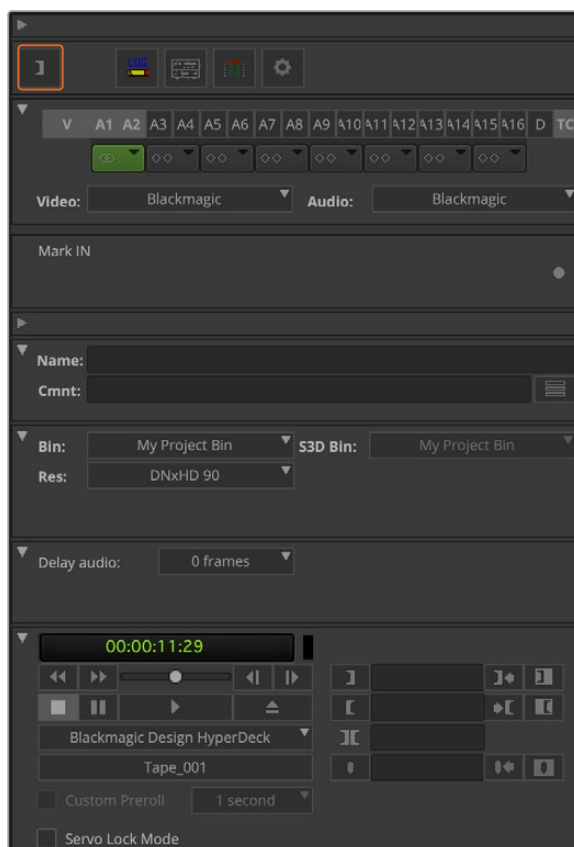 LOG
V A1 A2 A3 A4 A5 A6 A7 A8 A9 A10 A11 A12 A13 A14 A15 A16 D TC
Video: Blackmagic Audio: Blackmagic
Mark IN
Name:
Cmnt:
Bin: My Project Bin S3D Bin: My Project Bin
Res: DNxHD 90
Delay audio: 0 frames
00:00:11:29
Blackmagic Design HyperDeck
Tape_001
Custom Preroll 1 second
Servo Lock Mode